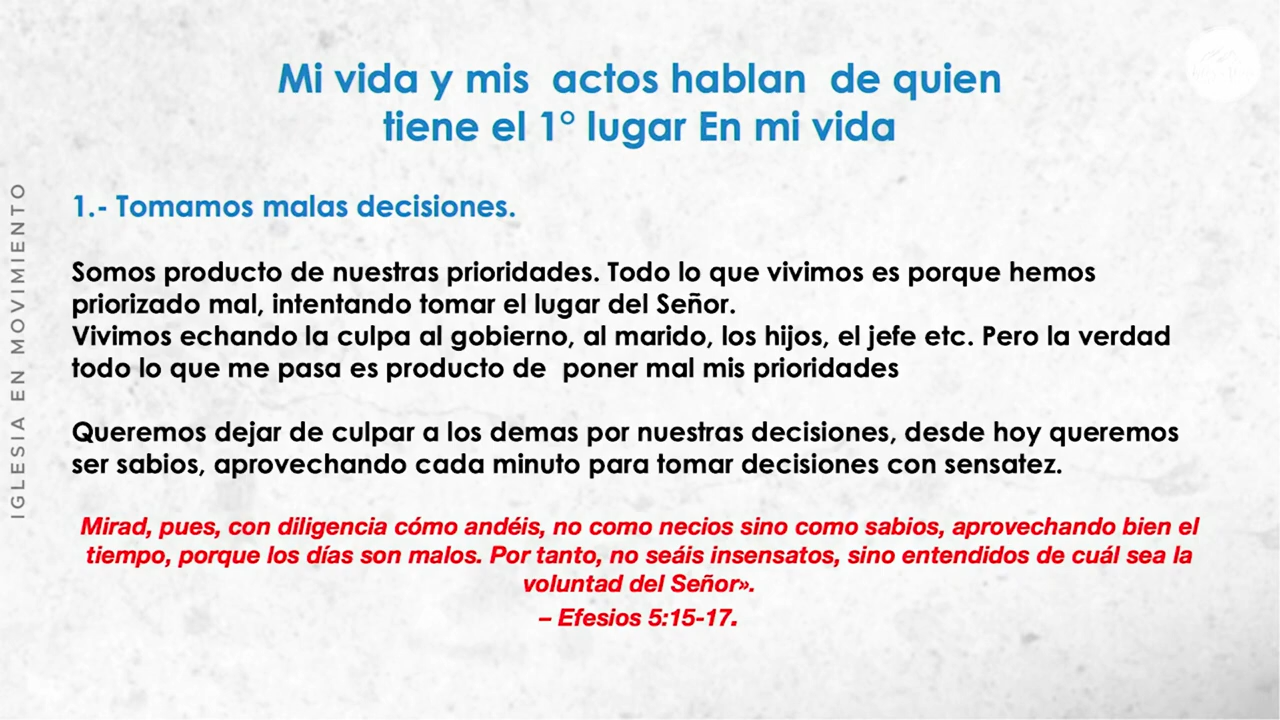 Mi vida y mis  actos hablan  de quien
tiene el 1° lugar En mi vida
IGLESIA EN MOVIMIENTO
1.- Tomamos malas decisiones.
Somos producto de nuestras prioridades. Todo lo que vivimos es porque hemos
priorizado mal, intentando tomar el lugar del Señor.
Vivimos echando la culpa al gobierno, al marido, los hijos, el jefe etc. Pero la verdad
todo lo que me pasa es producto de  poner mal mis prioridades
Queremos dejar de culpar a los demas por nuestras decisiones, desde hoy queremos
ser sabios, aprovechando cada minuto para tomar decisiones con sensatez.
Mirad, pues, con diligencia cómo andéis, no como necios sino como sabios, aprovechando bien el
tiempo, porque los días son malos. Por tanto, no seáis insensatos, sino entendidos de cuál sea la
voluntad del Señor».
– Efesios 5:15-17.